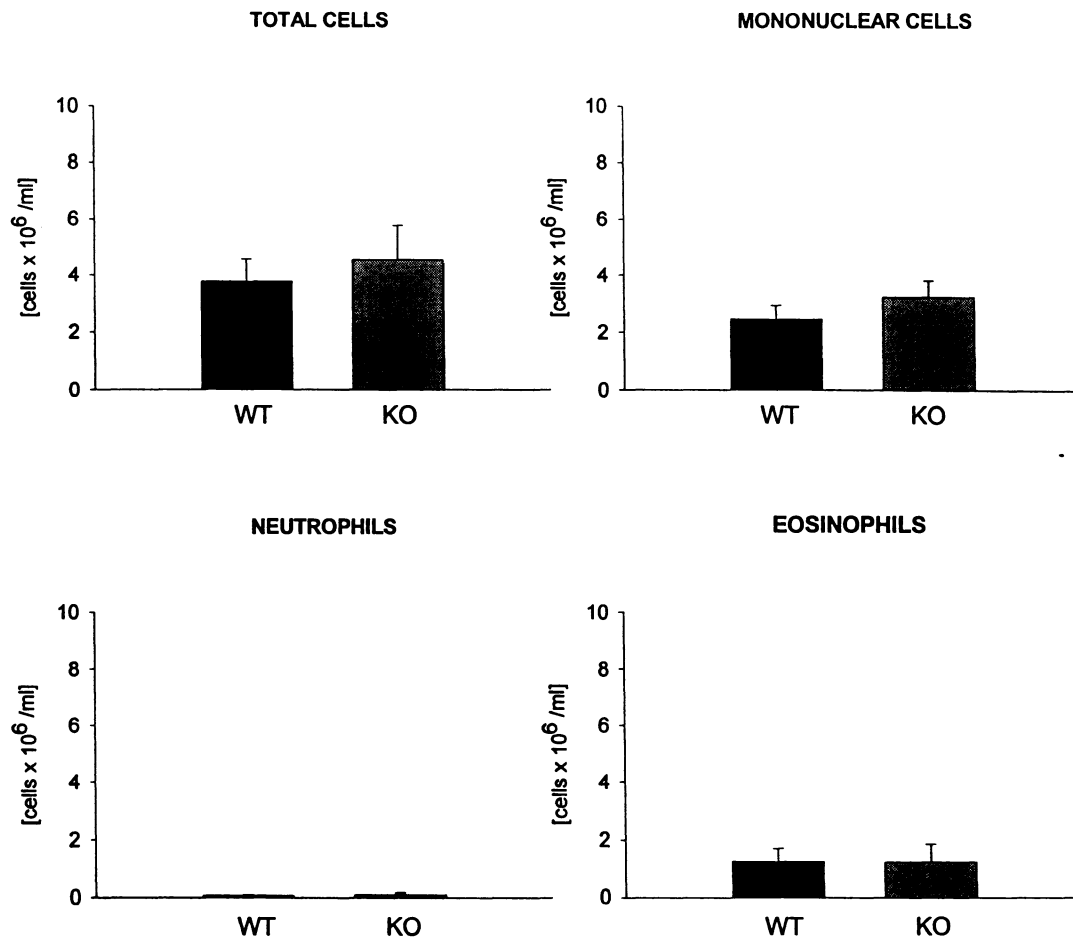 TOTAL CELLS
[cells x 10^6 /ml]
10
8
6
4
2
0
WT KO
MONONUCLEAR CELLS
[cells x 10^6 /ml]
10
8
6
4
2
0
WT KO
NEUTROPHILS
[cells x 10^6 /ml]
10
8
6
4
2
0
WT KO
EOSINOPHILS
[cells x 10^6 /ml]
10
8
6
4
2
0
WT KO